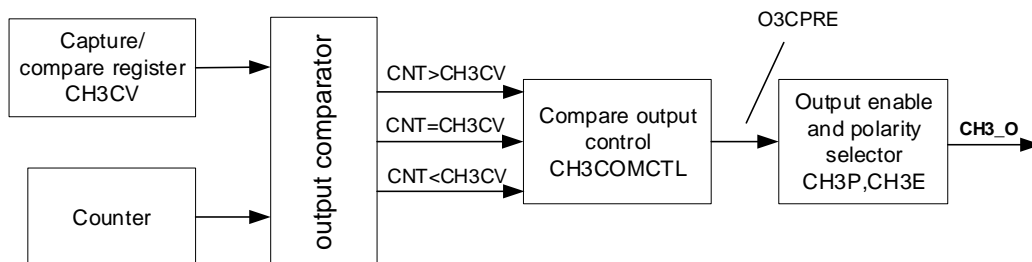 Capture/
compare register
CH3CV
Counter
output comparator
CNT>CH3CV
CNT=CH3CV
CNT<CH3CV
Compare output
control
CH3COMCTL
O3CPRE
Output enable
and polarity
selector
CH3P,CH3E
CH3_O